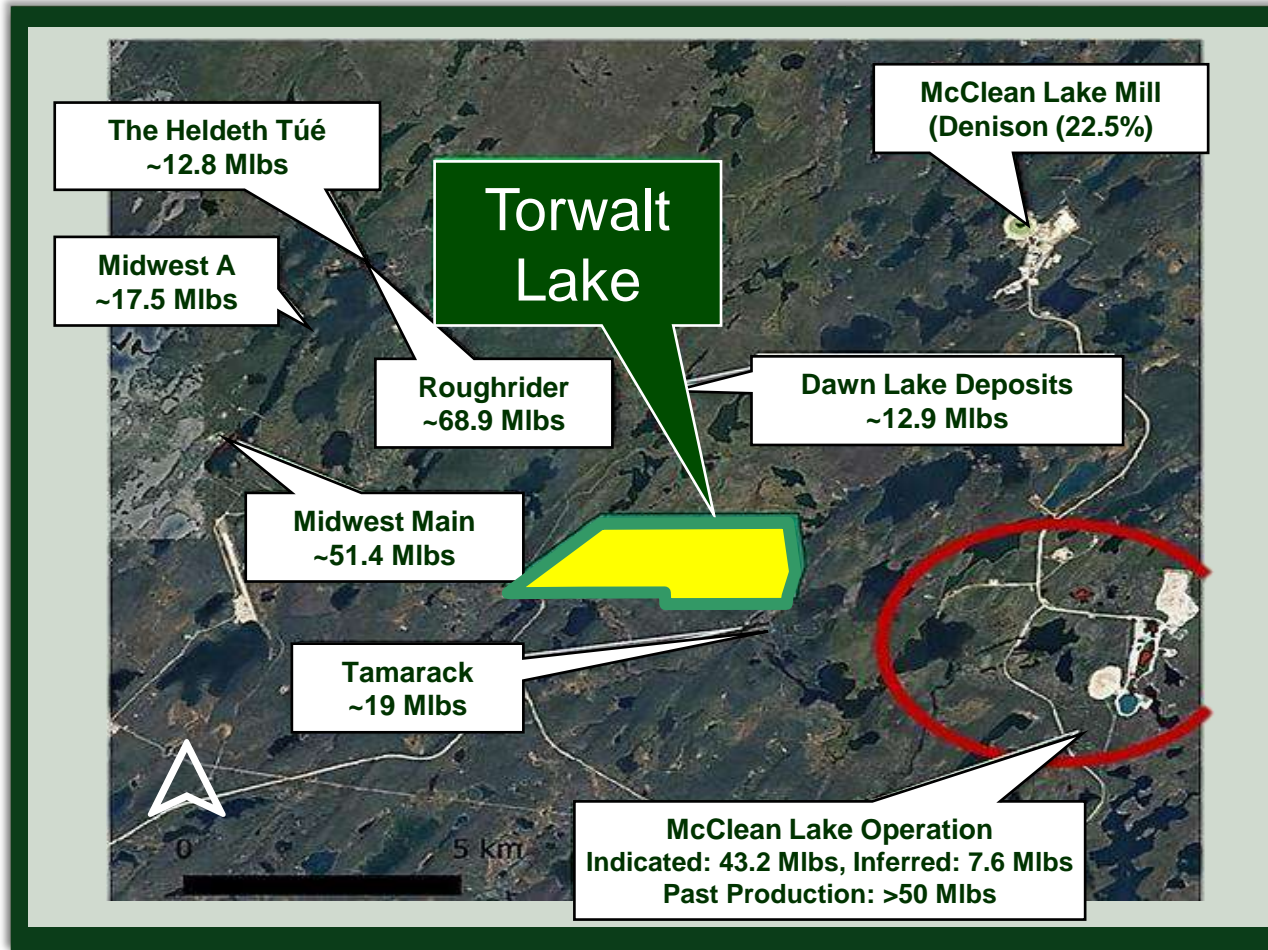 McClean Lake Mill
(Denison (22.5%)
The Heldeth Túé
~12.8 Mlbs
Torwalt
Lake
Midwest A
~17.5 Mlbs
Roughrider
~68.9 Mlbs
Dawn Lake Deposits
~12.9 Mlbs
Midwest Main
~51.4 Mlbs
Tamarack
~19 Mlbs
McClean Lake Operation
Indicated: 43.2 Mlbs, Inferred: 7.6 Mlbs
Past Production: >50 Mlbs
0 5 km